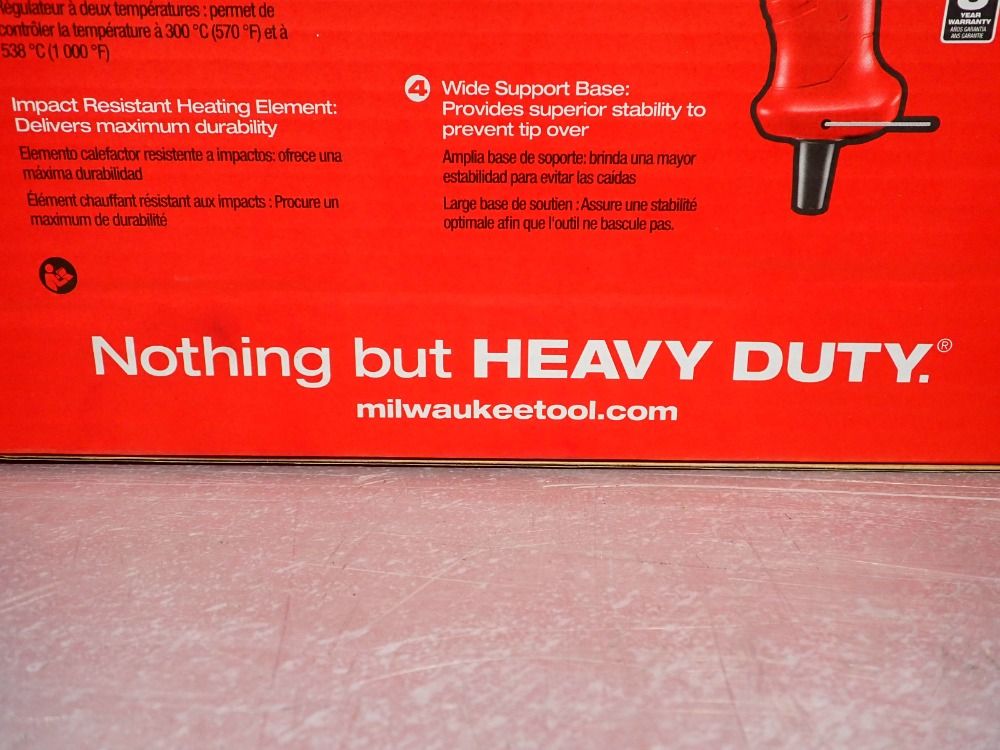 Régulateur à deux températures : permet de
contrôler la température à 300 °C (570 °F) et à
538 °C (1 000 °F)
Impact Resistant Heating Element:
Delivers maximum durability
Elemento calefactor resistente a impactos: ofrece una
máxima durabilidad
Élément chauffant résistant aux impacts : Procure un
maximum de durabilité
4 Wide Support Base:
Provides superior stability to
prevent tip over
Amplia base de soporte: brinda una mayor
estabilidad para evitar las caídas
Large base de soutien : Assure une stabilité
optimale afin que l'outil ne bascule pas.
YEAR
WARRANTY
AÑOS GARANTÍA
ANS GARANTIE
Nothing but HEAVY DUTY.®
milwaukeetool.com